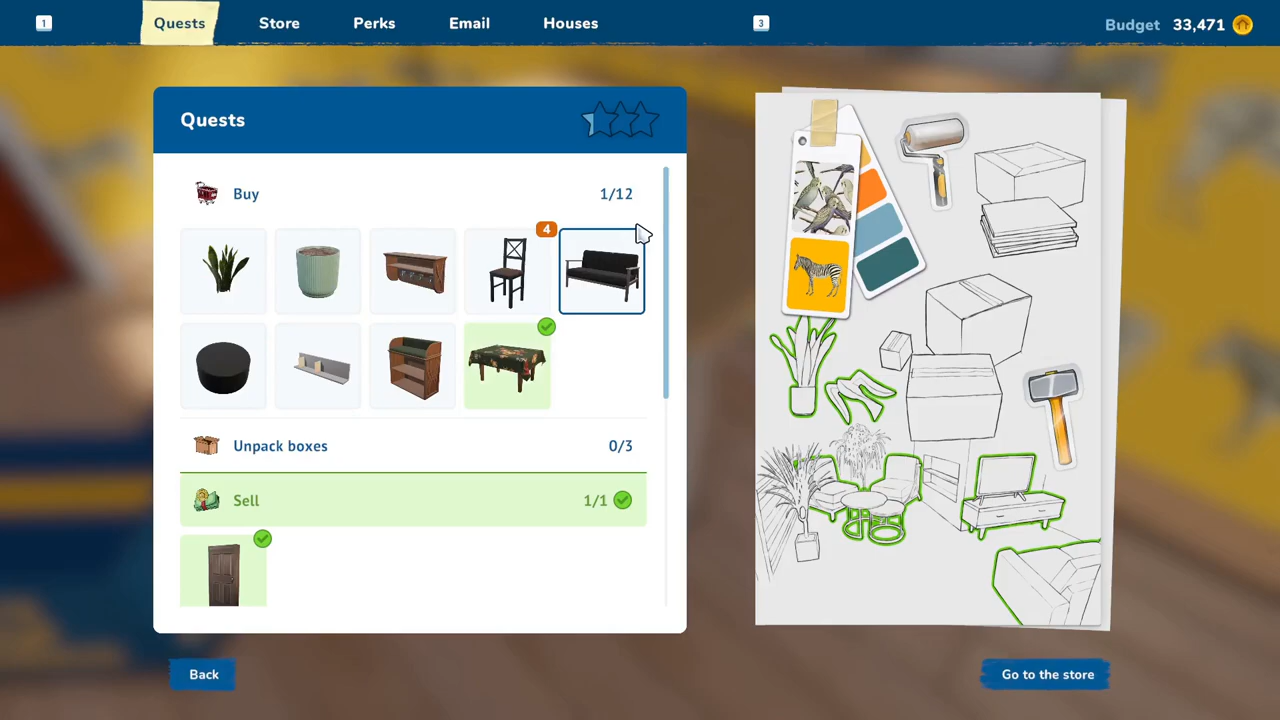 1 Quests Store Perks Email Houses 3 Budget 33,471
Quests
Buy 1/12
4
Unpack boxes 0/3
Sell 1/1
Back Go to the store